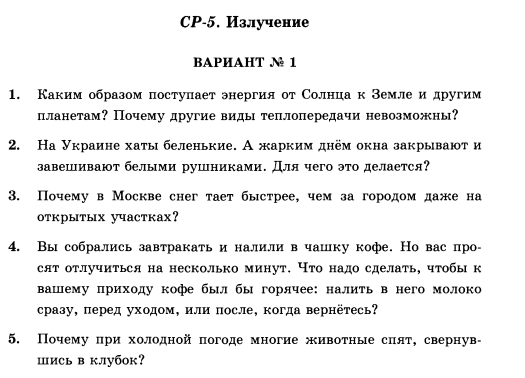 СР-5. Излучение
ВАРИАНТ № 1
1. Каким образом поступает энергия от Солнца к Земле и другим
планетам? Почему другие виды теплопередачи невозможны?
2. На Украине хаты беленькие. А жарким днём окна закрывают и
завешивают белыми рушниками. Для чего это делается?
3. Почему в Москве снег тает быстрее, чем за городом даже на
открытых участках?
4. Вы собрались завтракать и налили в чашку кофе. Но вас про-
сят отлучиться на несколько минут. Что надо сделать, чтобы к
вашему приходу кофе был бы горячее: налить в него молоко
сразу, перед уходом, или после, когда вернётесь?
5. Почему при холодной погоде многие животные спят, свернув-
шись в клубок?